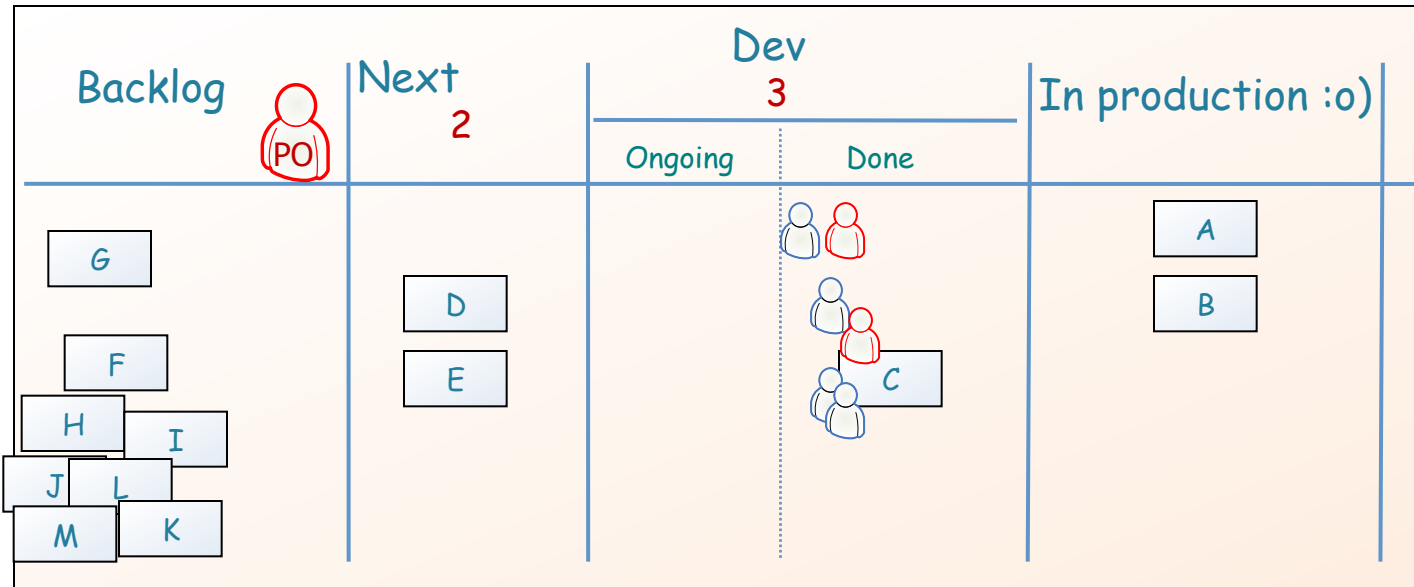 Backlog
PO
Next
2
Dev
3
Ongoing
Done
In production :o)
G
F
H
I
J
L
M
K
D
E
C
A
B